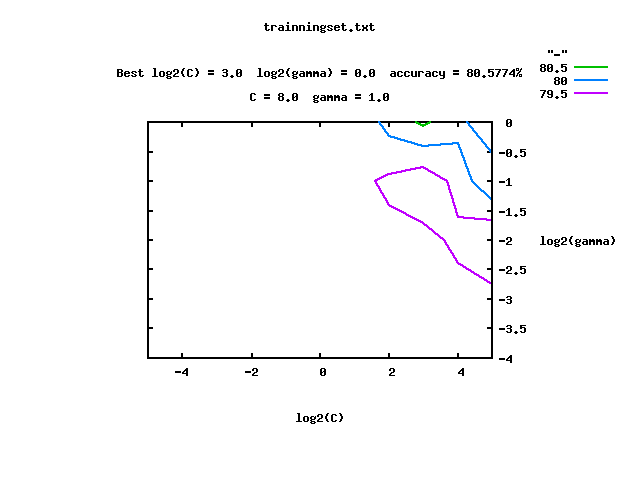 trainningset.txt
"-"
Best log2(C) = 3.0 log2(gamma) = 0.0 accuracy = 80.5774%
80.5
80
79.5
C = 8.0 gamma = 1.0
0
-0.5
-1
-1.5
-2
log2(gamma)
-2.5
-3
-3.5
-4
-4 -2 0 2 4
log2(C)